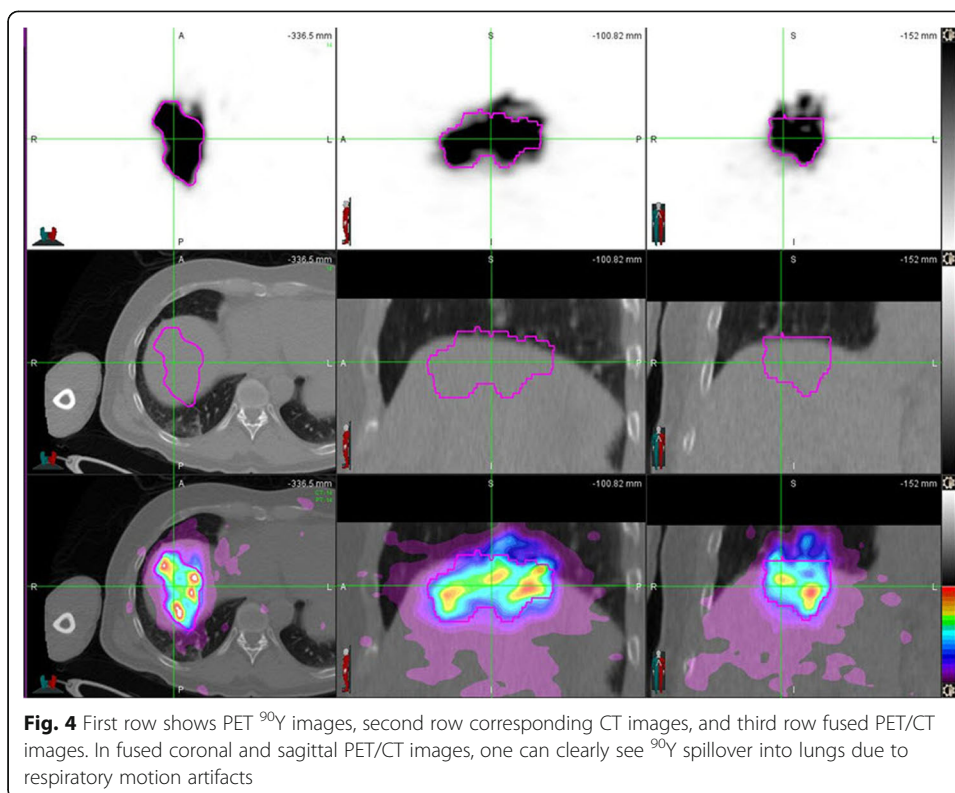 A
-336.5 mm
S
-100.82 mm
S
-152 mm
R
L
A
P
R
L
P
I
I
A
-336.5 mm
S
-100.82 mm
S
-152 mm
R
L
A
P
R
L
P
I
I
A
-336.5 mm
S
-100.82 mm
S
-152 mm
R
L
A
P
R
L
P
I
I
Fig. 4 First row shows PET ⁹⁰Y images, second row corresponding CT images, and third row fused PET/CT
images. In fused coronal and sagittal PET/CT images, one can clearly see ⁹⁰Y spillover into lungs due to
respiratory motion artifacts